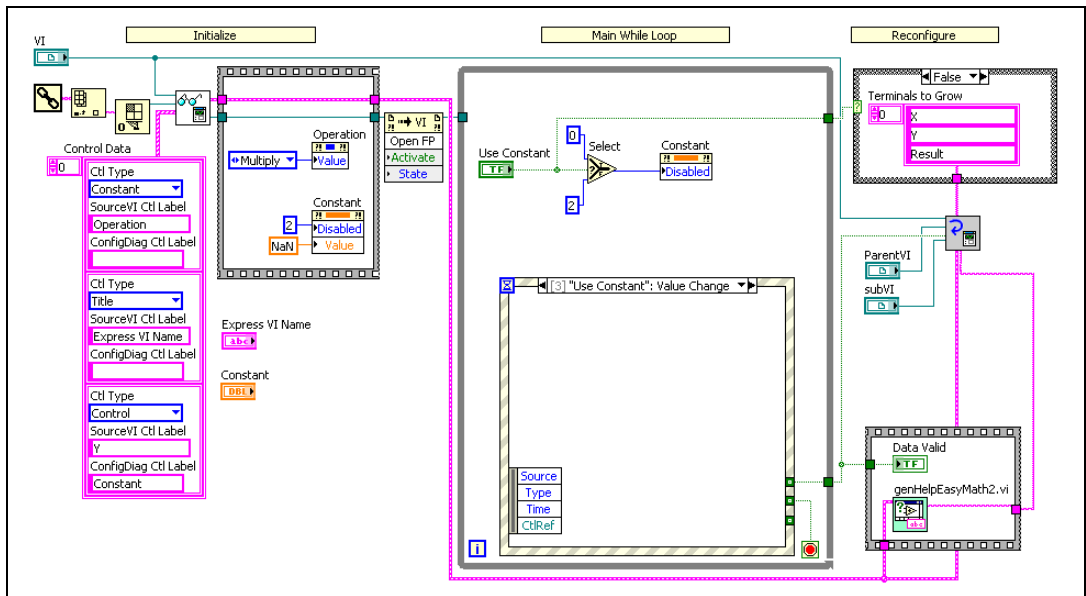 Initialize
Main While Loop
Reconfigure
VI
Control Data
0
Ctl Type
Constant
SourceVI Ctl Label
Operation
ConfigDiag Ctl Label
Ctl Type
Title
SourceVI Ctl Label
Express VI Name
ConfigDiag Ctl Label
Ctl Type
Control
SourceVI Ctl Label
Y
ConfigDiag Ctl Label
Constant
0
Operation
Multiply
Value
Constant
2
Disabled
NaN
Value
Express VI Name
abc
Constant
DBL
?! → VI ?!
Open FP
Activate
State
Use Constant
TF
0
Select
2
Constant
Disabled
[3] "Use Constant": Value Change
Source
Type
Time
CtlRef
i
False
Terminals to Grow
0
X
Y
Result
?
ParentVI
subVI
Data Valid
TF
genHelpEasyMath2.vi
abc